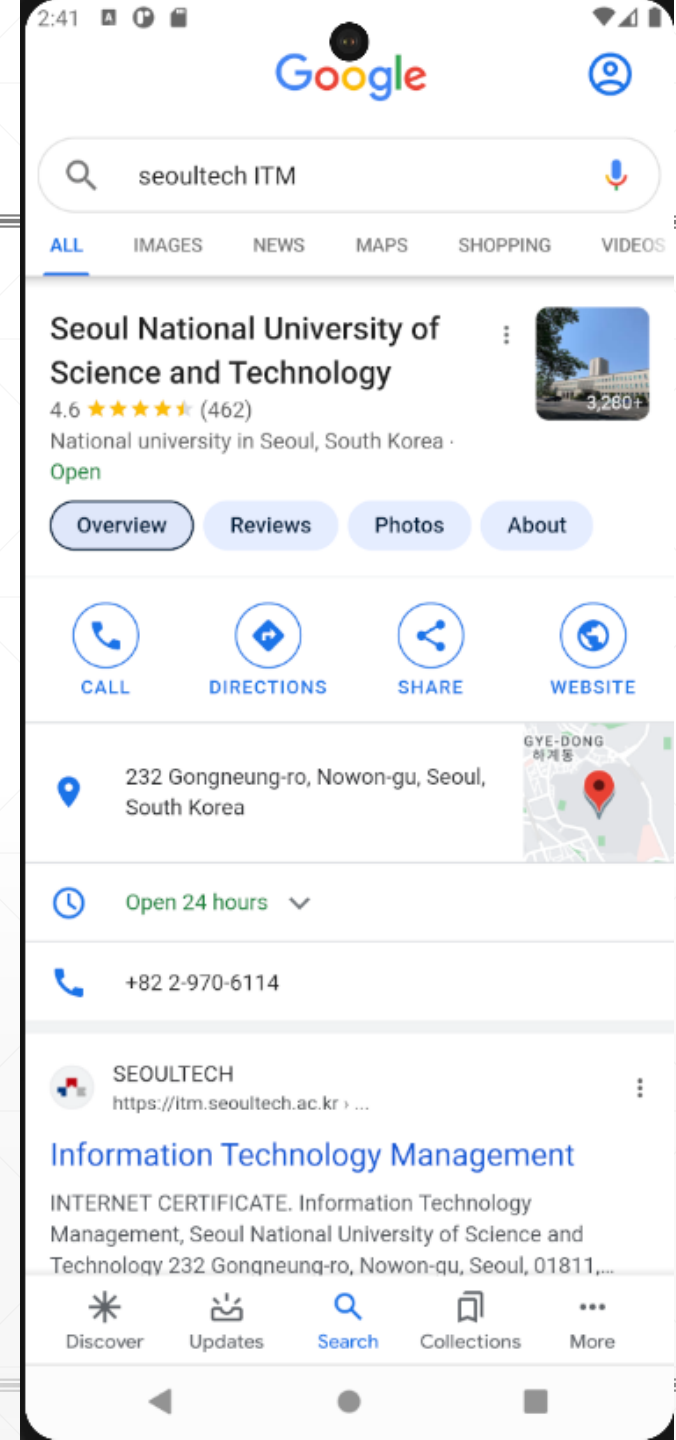 2:41
Google
seoultech ITM
ALL IMAGES NEWS MAPS SHOPPING VIDEOS
Seoul National University of
Science and Technology
3,280+
4.6 (462)
National university in Seoul, South Korea ·
Open
Overview Reviews Photos About
CALL DIRECTIONS SHARE WEBSITE
GYE-DONG
하계동
232 Gongneung-ro, Nowon-gu, Seoul,
South Korea
Open 24 hours
+82 2-970-6114
SEOULTECH
https://itm.seoultech.ac.kr › ...
Information Technology Management
INTERNET CERTIFICATE. Information Technology
Management, Seoul National University of Science and
Technology 232 Gongneung-ro, Nowon-gu, Seoul, 01811,...
Discover Updates Search Collections More